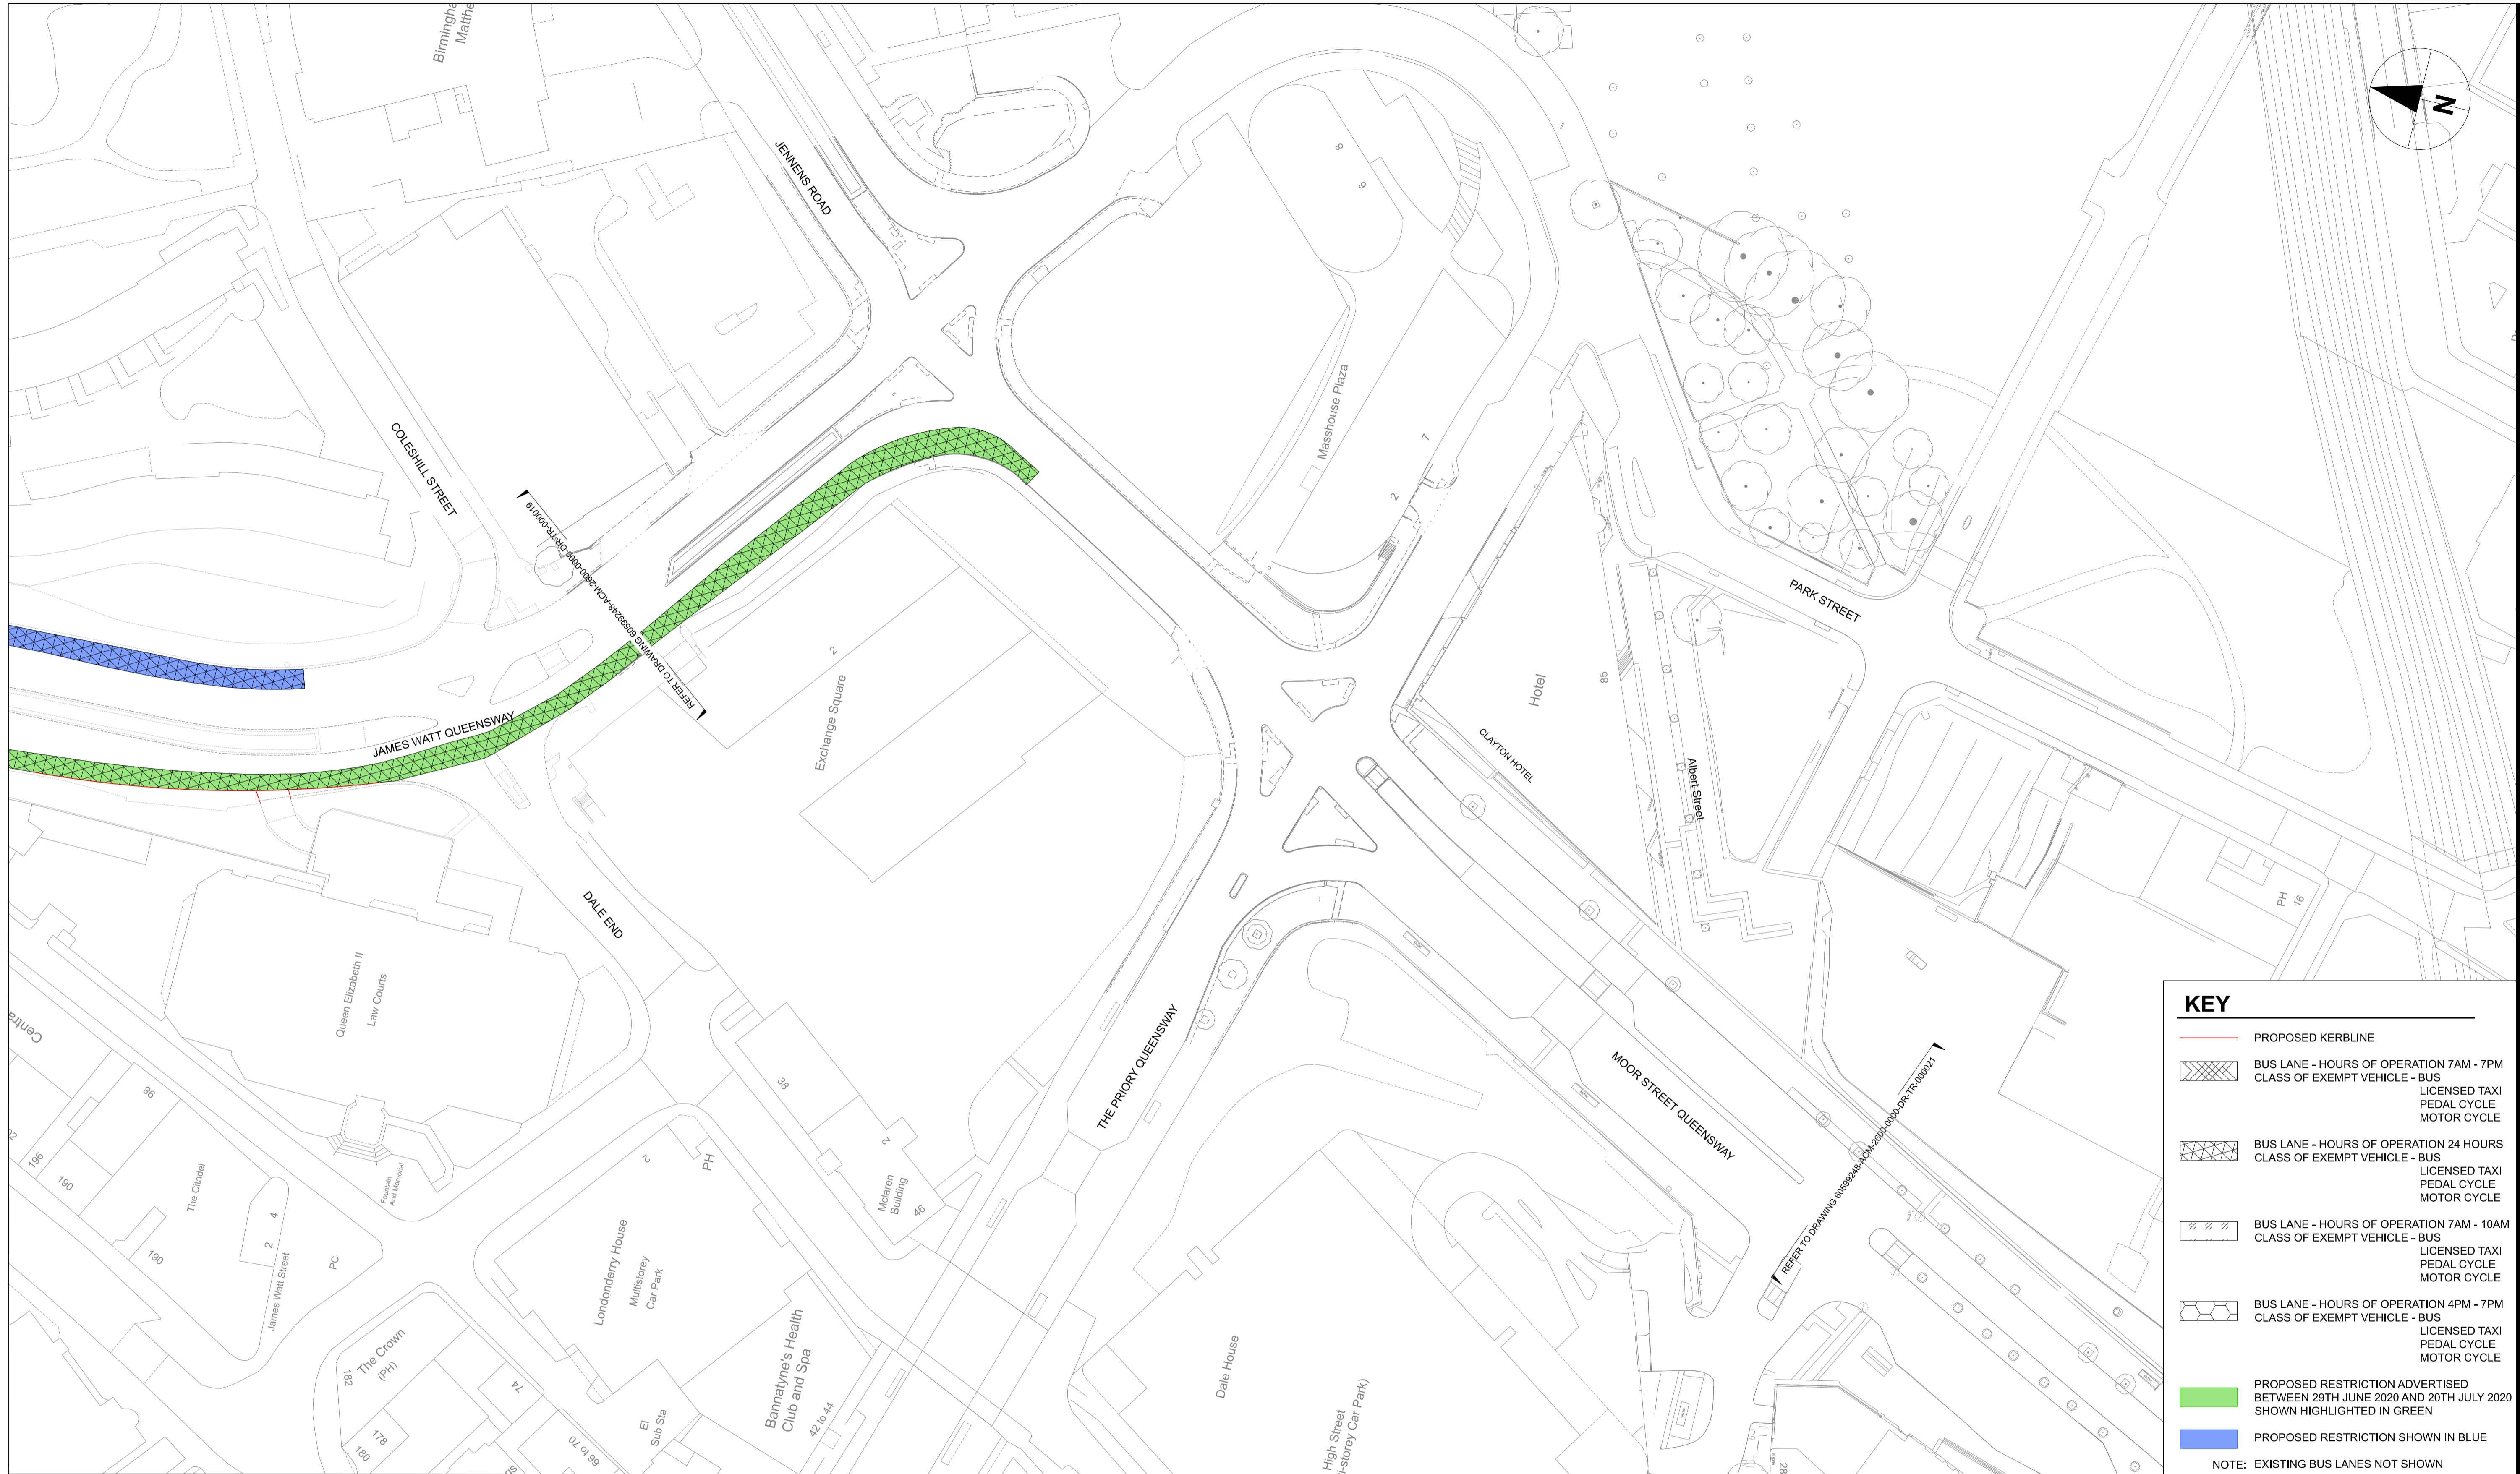 Birmingha
Matthe
JENNENS ROAD
N
8
9
COLESHILL STREET
Masshouse Plaza
7
2
REFER TO DRAWING 60599248-ACM-2600-0000-DR-TR-000019
PARK STREET
JAMES WATT QUEENSWAY
2
Exchange Square
Hotel
85
CLAYTON HOTEL
Albert Street
DALE END
Queen Elizabeth II
Law Courts
PH
16
Centra
THE PRIORY QUEENSWAY
MOOR STREET QUEENSWAY
REFER TO DRAWING 60599248-ACM-2600-0000-DR-TR-000021
98
38
196
190
The Citadel
Fountain
And Memorial
2
PH
2
Mclaren
Building
46
4
2
190
PC
James Watt Street
Londonderry House
Multistorey
Car Park
The Crown
(PH)
182
74
Bannatyne's Health
Club and Spa
42 to 44
Dale House
178
180
El
Sub Sta
66 to 70
High Street
i-storey Car Park)
KEY
PROPOSED KERBLINE
BUS LANE - HOURS OF OPERATION 7AM - 7PM
CLASS OF EXEMPT VEHICLE - BUS
LICENSED TAXI
PEDAL CYCLE
MOTOR CYCLE
BUS LANE - HOURS OF OPERATION 24 HOURS
CLASS OF EXEMPT VEHICLE - BUS
LICENSED TAXI
PEDAL CYCLE
MOTOR CYCLE
BUS LANE - HOURS OF OPERATION 7AM - 10AM
CLASS OF EXEMPT VEHICLE - BUS
LICENSED TAXI
PEDAL CYCLE
MOTOR CYCLE
BUS LANE - HOURS OF OPERATION 4PM - 7PM
CLASS OF EXEMPT VEHICLE - BUS
LICENSED TAXI
PEDAL CYCLE
MOTOR CYCLE
PROPOSED RESTRICTION ADVERTISED
BETWEEN 29TH JUNE 2020 AND 20TH JULY 2020
SHOWN HIGHLIGHTED IN GREEN
PROPOSED RESTRICTION SHOWN IN BLUE
NOTE: EXISTING BUS LANES NOT SHOWN